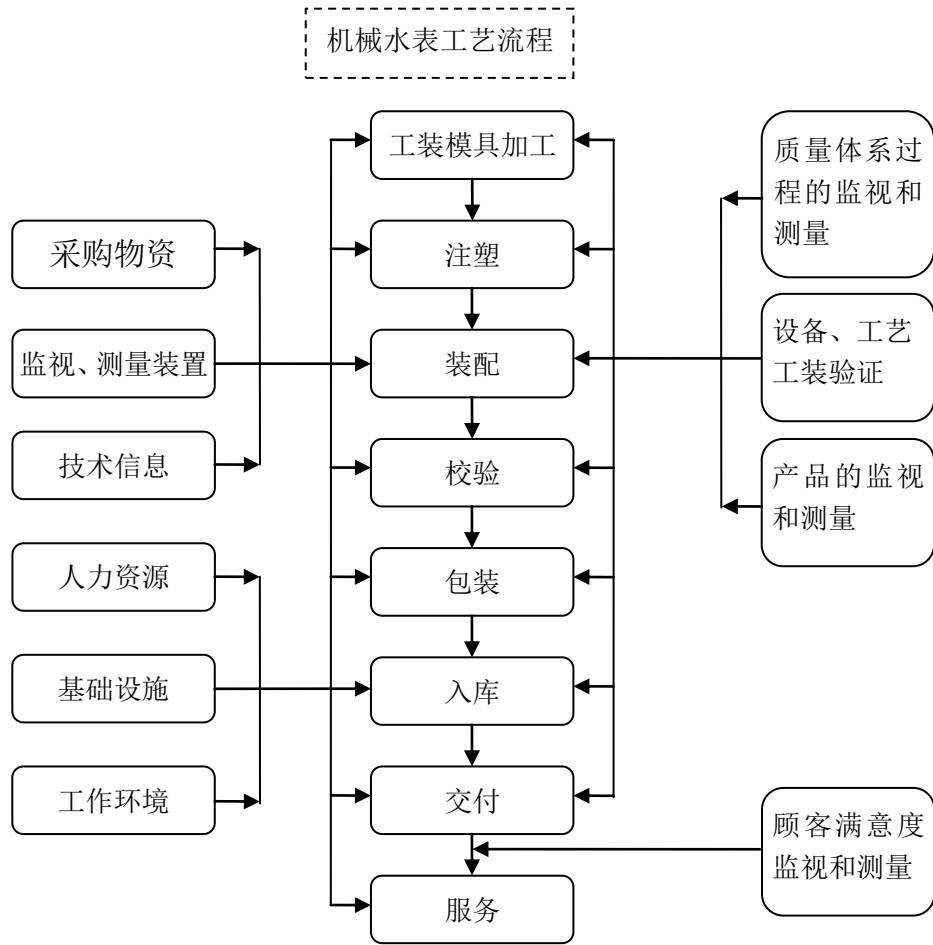 机械水表工艺流程
工装模具加工
注塑
装配
校验
包装
入库
交付
服务
采购物资
监视、测量装置
技术信息
人力资源
基础设施
工作环境
质量体系过
程的监视和
测量
设备、工艺
工装验证
产品的监视
和测量
顾客满意度
监视和测量